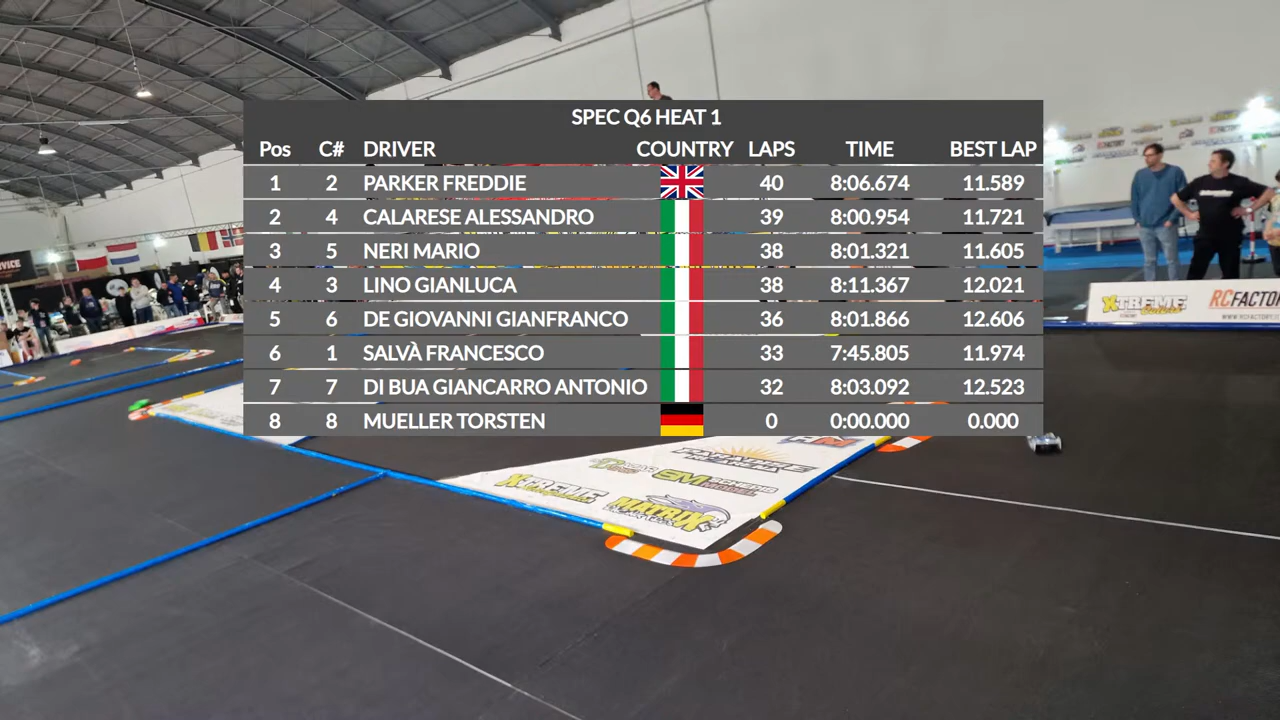 SPEC Q6 HEAT 1
Pos C# DRIVER COUNTRY LAPS TIME BEST LAP
1 2 PARKER FREDDIE 40 8:06.674 11.589
2 4 CALARESE ALESSANDRO 39 8:00.954 11.721
3 5 NERI MARIO 38 8:01.321 11.605
4 3 LINO GIANLUCA 38 8:11.367 12.021
5 6 DE GIOVANNI GIANFRANCO 36 8:01.866 12.606
6 1 SALVÀ FRANCESCO 33 7:45.805 11.974
7 7 DI BUA GIANCARRO ANTONIO 32 8:03.092 12.523
8 8 MUELLER TORSTEN 0 0:00.000 0.000
XTREME
RC FACTORY
XTREME
MATRIX